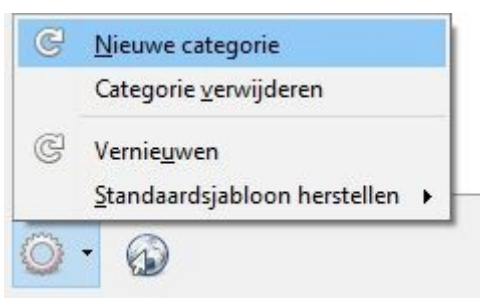 Nieuwe categorie
Categorie verwijderen
Vernieuwen
Standaardsjabloon herstellen